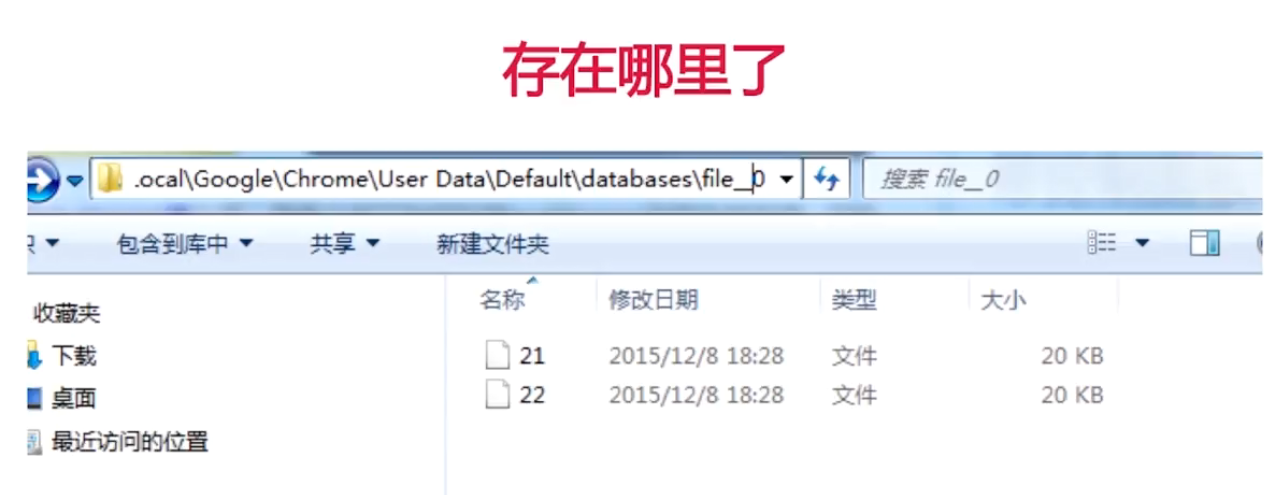 存在哪里了
.ocal\Google\Chrome\User Data\Default\databases\file__0
搜索 file__0
包含到库中 共享 新建文件夹
名称 修改日期 类型 大小
收藏夹
下载
桌面
最近访问的位置
21 2015/12/8 18:28 文件 20 KB
22 2015/12/8 18:28 文件 20 KB